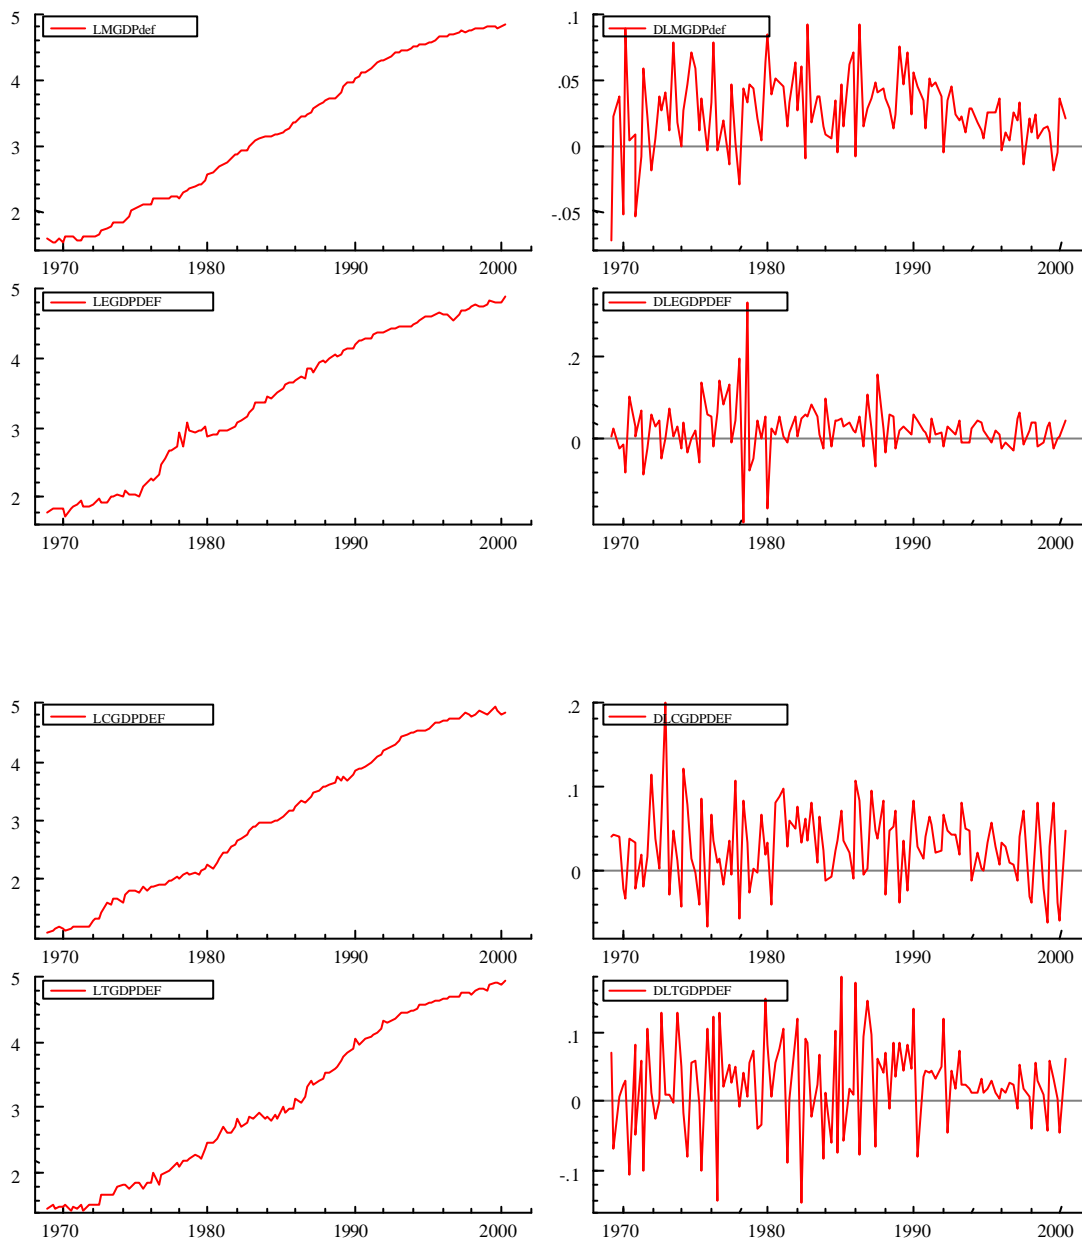 5 LMGDPdef
4
3
2
1970 1980 1990 2000
.1 DLMGDPdef
.05
0
-.05
1970 1980 1990 2000
5 LEGDPDEF
4
3
2
1970 1980 1990 2000
DLEGDPDEF
.2
0
1970 1980 1990 2000
5 LCGDPDEF
4
3
2
1970 1980 1990 2000
.2 DLCGDPDEF
.1
0
1970 1980 1990 2000
5 LTGDPDEF
4
3
2
1970 1980 1990 2000
DLTGDPDEF
.1
0
-.1
1970 1980 1990 2000